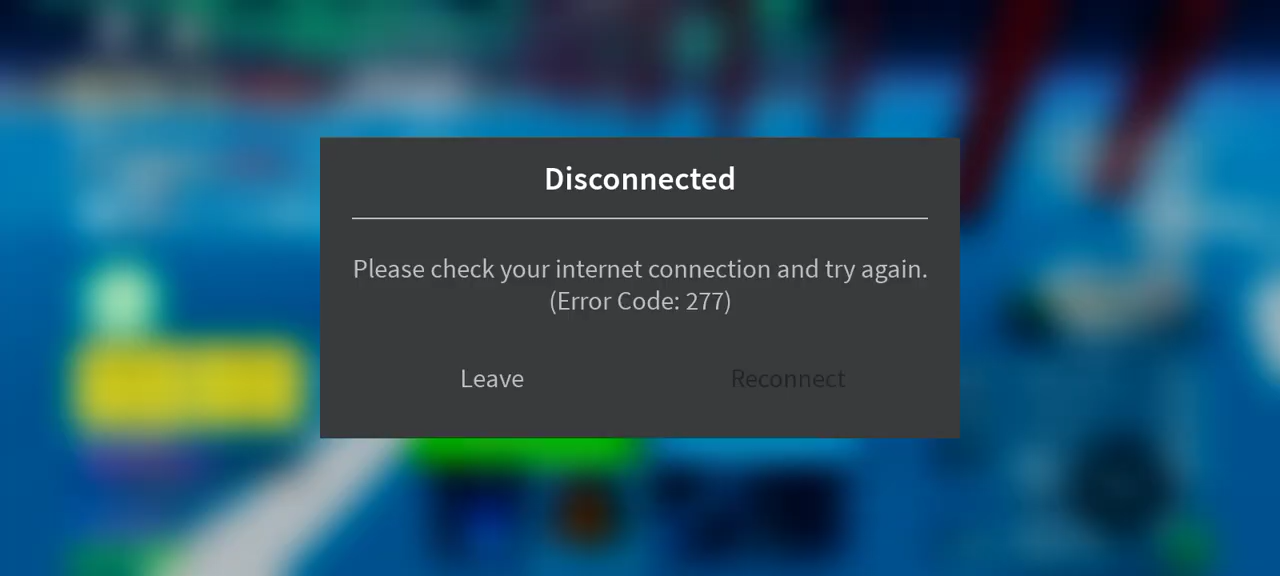 Disconnected
Please check your internet connection and try again.
(Error Code: 277)
Leave
Reconnect